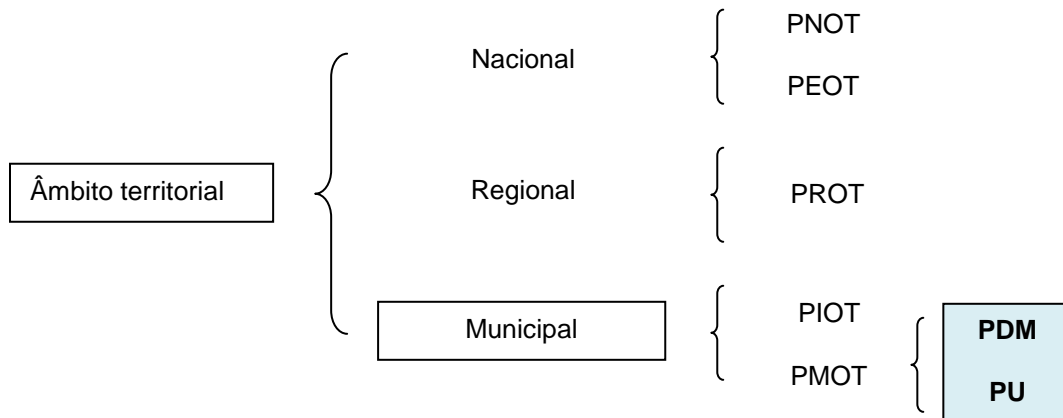 Âmbito territorial
Nacional
PNOT
PEOT
Regional
PROT
Municipal
PIOT
PMOT
PDM
PU